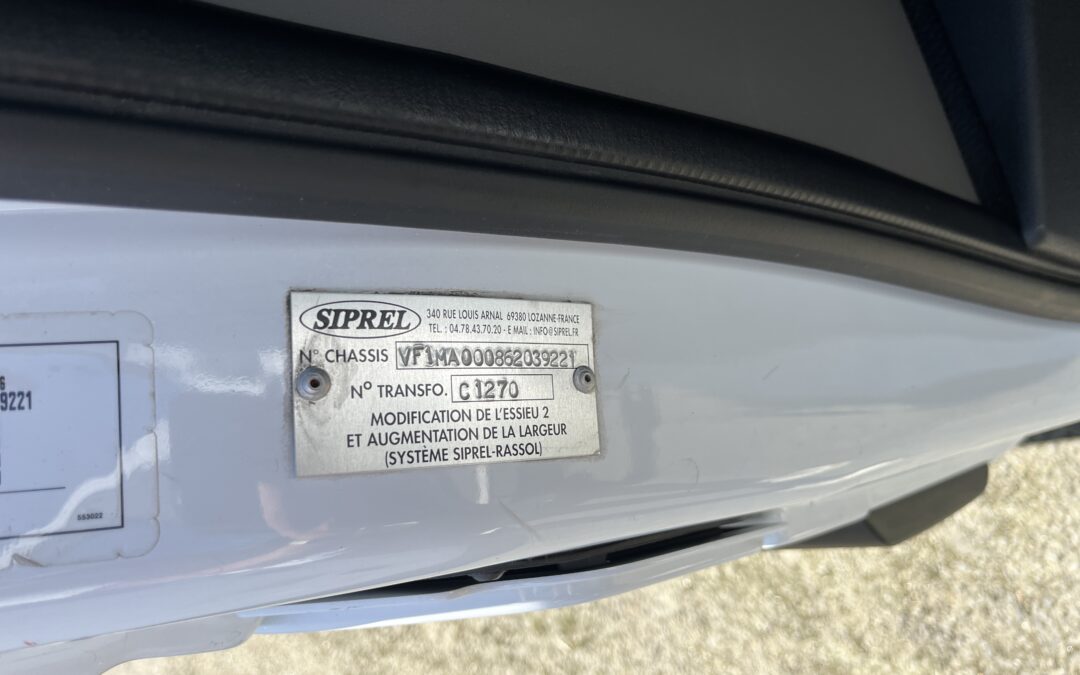 SIPREL
340 RUE LOUIS ARNAL 69380 LOZANNE-FRANCE
TEL. : 04.78.43.70.20 - E MAIL : INFO@SIPREL.FR
N° CHASSIS VF1MA000862039221
N° TRANSFO. C1270
MODIFICATION DE L'ESSIEU 2
ET AUGMENTATION DE LA LARGEUR
(SYSTÈME SIPREL-RASSOL)
6
9221
553022